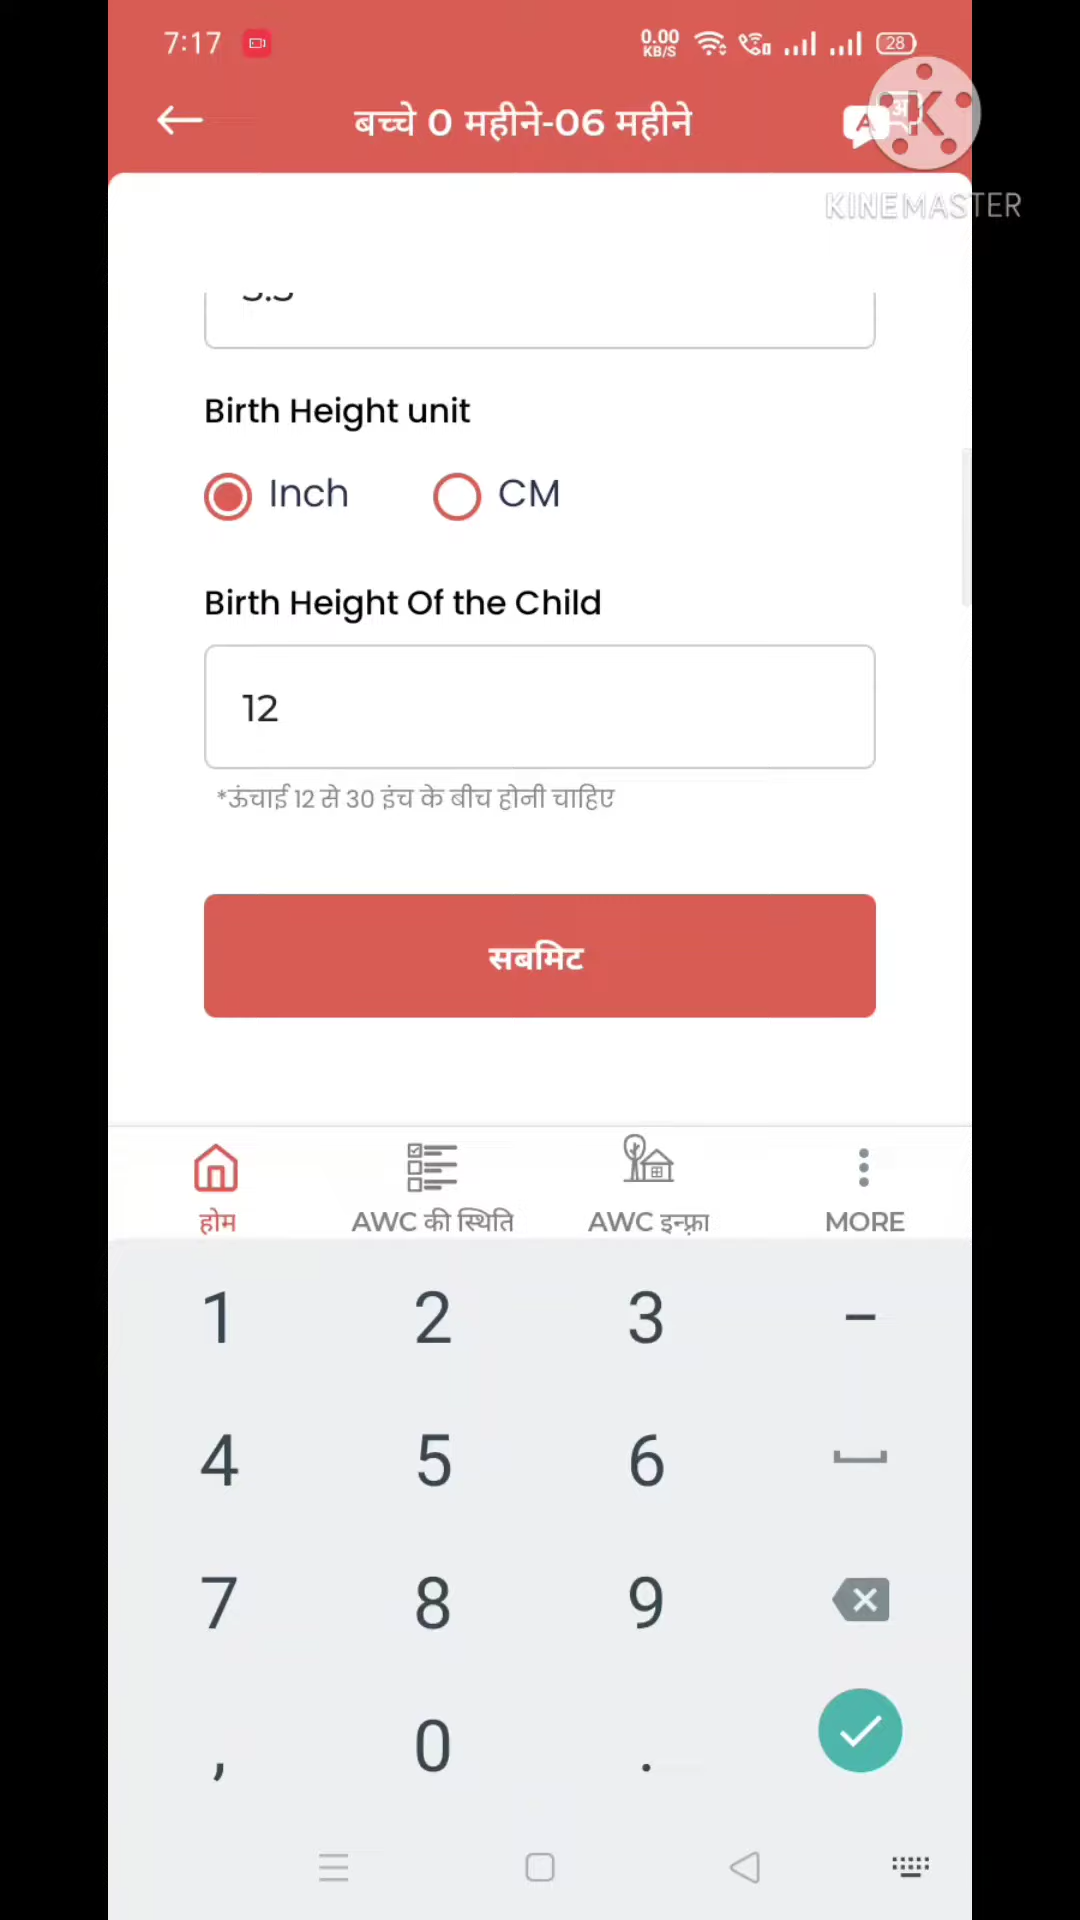 7:17
0.00
KB/S
28
बच्चे 0 महीने-06 महीने
A अ
K
KINEMASTER
Birth Height unit
Inch
CM
Birth Height Of the Child
12
*ऊंचाई 12 से 30 इंच के बीच होनी चाहिए
सबमिट
होम
AWC की स्थिति
AWC इन्फ्रा
MORE
1 2 3 –
4 5 6
7 8 9
, 0 .